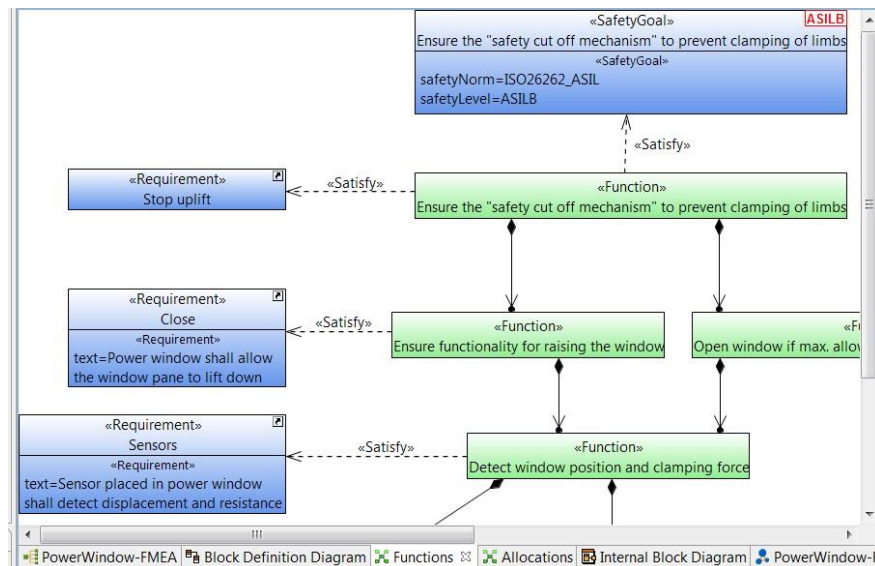 «SafetyGoal»
ASILB
Ensure the "safety cut off mechanism" to prevent clamping of limbs
«SafetyGoal»
safetyNorm=ISO26262_ASIL
safetyLevel=ASILB
«Satisfy»
«Requirement»
Stop uplift
«Satisfy»
«Function»
Ensure the "safety cut off mechanism" to prevent clamping of limbs
«Requirement»
Close
«Requirement»
text=Power window shall allow
the window pane to lift down
«Satisfy»
«Function»
Ensure functionality for raising the window
Open window if max.
«Requirement»
Sensors
«Requirement»
text=Sensor placed in power window
shall detect displacement and resistance
«Satisfy»
«Function»
Detect window position and clamping force
PowerWindow-FMEA
Block Definition Diagram
Functions
Allocations
Internal Block Diagram